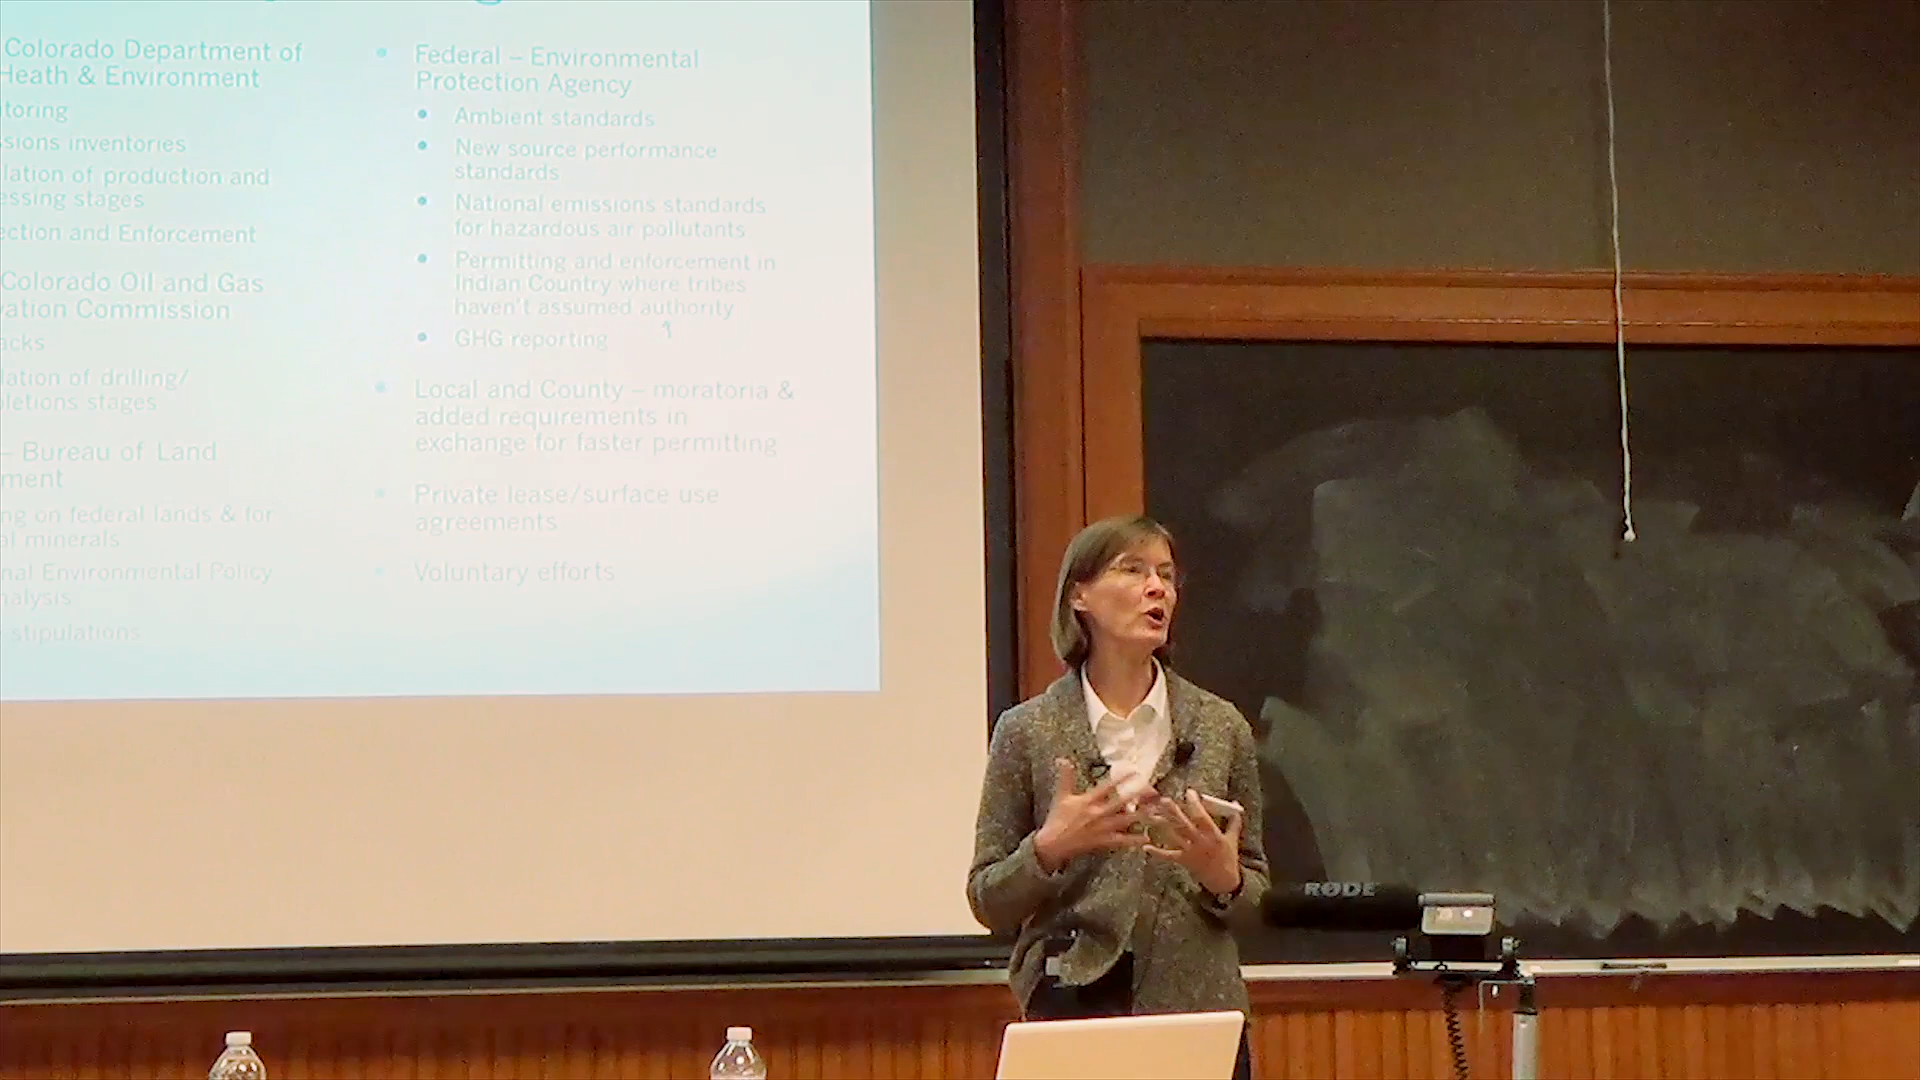 Colorado Department of
Heath & Environment
sions inventories
lation of production and
essing stages
ection and Enforcement
Colorado Oil and Gas
vation Commission
acks
lation of drilling/
letions stages
– Bureau of Land
ment
ng on federal lands & for
al minerals
nal Environmental Policy
nalysis
stipulations
Federal – Environmental
Protection Agency
Ambient standards
New source performance
standards
National emissions standards
for hazardous air pollutants
Permitting and enforcement in
Indian Country where tribes
haven't assumed authority
GHG reporting
Local and County – moratoria &
added requirements in
exchange for faster permitting
Private lease/surface use
agreements
Voluntary efforts
RØDE